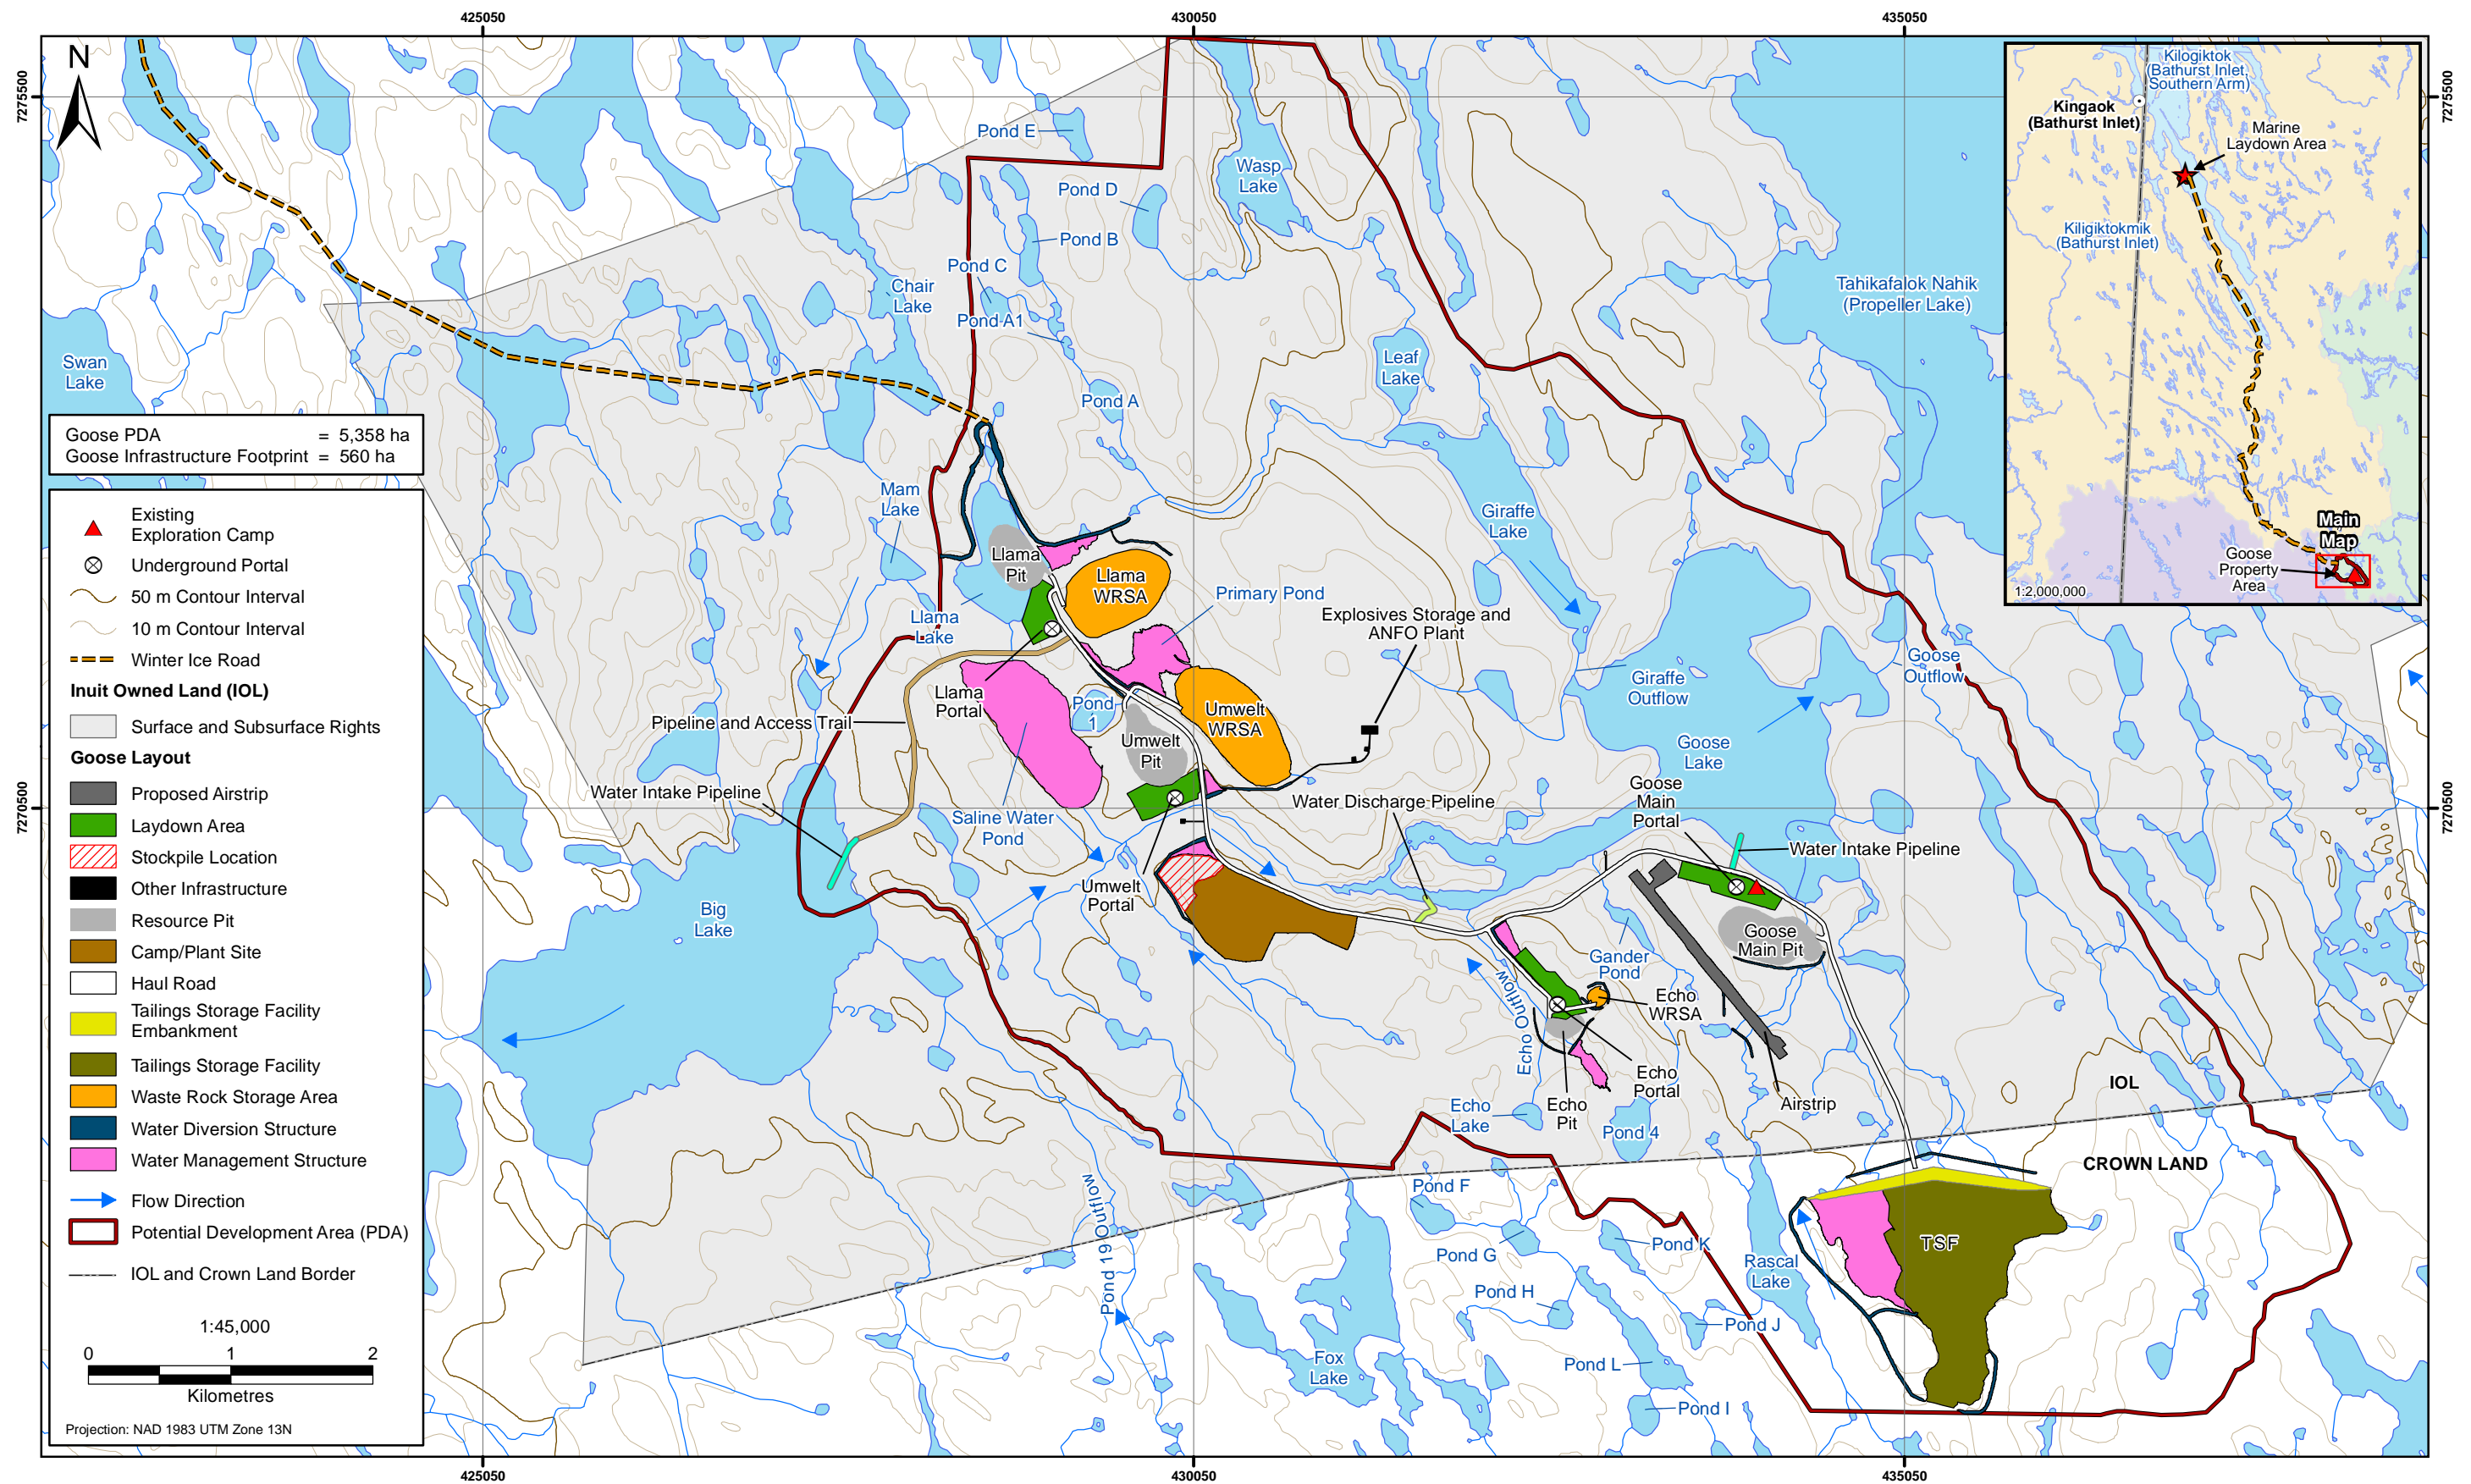 425050
430050
435050
7275500
7275500
N
Kilogiktok
(Bathurst Inlet,
Southern Arm)
Kingaok
(Bathurst Inlet)
Marine
Laydown Area
Kiligiktokmik
(Bathurst Inlet)
Main
Map
Goose
Property
Area
1:2,000,000
Pond E
Wasp
Lake
Pond D
Pond B
Pond C
Chair
Lake
Pond A1
Tahikafalok Nahik
(Propeller Lake)
Swan
Lake
Leaf
Lake
Pond A
Goose PDA = 5,358 ha
Goose Infrastructure Footprint = 560 ha
Mam
Lake
Giraffe
Lake
Llama
Pit
Llama
WRSA
Primary Pond
Explosives Storage and
ANFO Plant
Llama
Lake
Goose
Outflow
Giraffe
Outflow
Llama
Portal
Pond
1
Umwelt
WRSA
Pipeline and Access Trail
Umwelt
Pit
Goose
Lake
Water Intake Pipeline
Goose
Main
Portal
Water Discharge Pipeline
Saline Water
Pond
7270500
7270500
Water Intake Pipeline
Umwelt
Portal
Big
Lake
Goose
Main Pit
Gander
Pond
Echo Outflow
Echo
WRSA
Echo
Portal
Echo
Lake
Echo
Pit
Pond 4
Airstrip
IOL
CROWN LAND
Pond F
Pond 19 Outflow
Pond G
Pond K
Rascal
Lake
TSF
Pond H
Pond J
Fox
Lake
Pond L
Pond I
Existing
Exploration Camp
Underground Portal
50 m Contour Interval
10 m Contour Interval
Winter Ice Road
Inuit Owned Land (IOL)
Surface and Subsurface Rights
Goose Layout
Proposed Airstrip
Laydown Area
Stockpile Location
Other Infrastructure
Resource Pit
Camp/Plant Site
Haul Road
Tailings Storage Facility
Embankment
Tailings Storage Facility
Waste Rock Storage Area
Water Diversion Structure
Water Management Structure
Flow Direction
Potential Development Area (PDA)
IOL and Crown Land Border
1:45,000
0 1 2
Kilometres
Projection: NAD 1983 UTM Zone 13N
425050
430050
435050